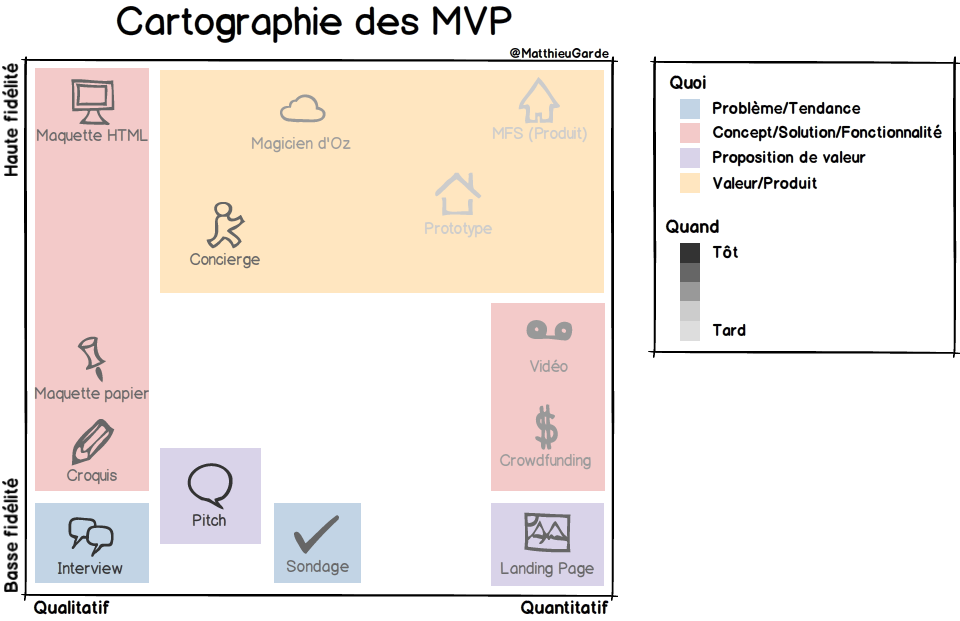 Cartographie des MVP
@MatthieuGarde
Haute fidélité
Basse fidélité
Qualitatif
Quantitatif
Maquette HTML
Magicien d'Oz
MFS (Produit)
Prototype
Concierge
Vidéo
Maquette papier
Crowdfunding
Croquis
Pitch
Interview
Sondage
Landing Page
Quoi
Problème/Tendance
Concept/Solution/Fonctionnalité
Proposition de valeur
Valeur/Produit
Quand
Tôt
Tard